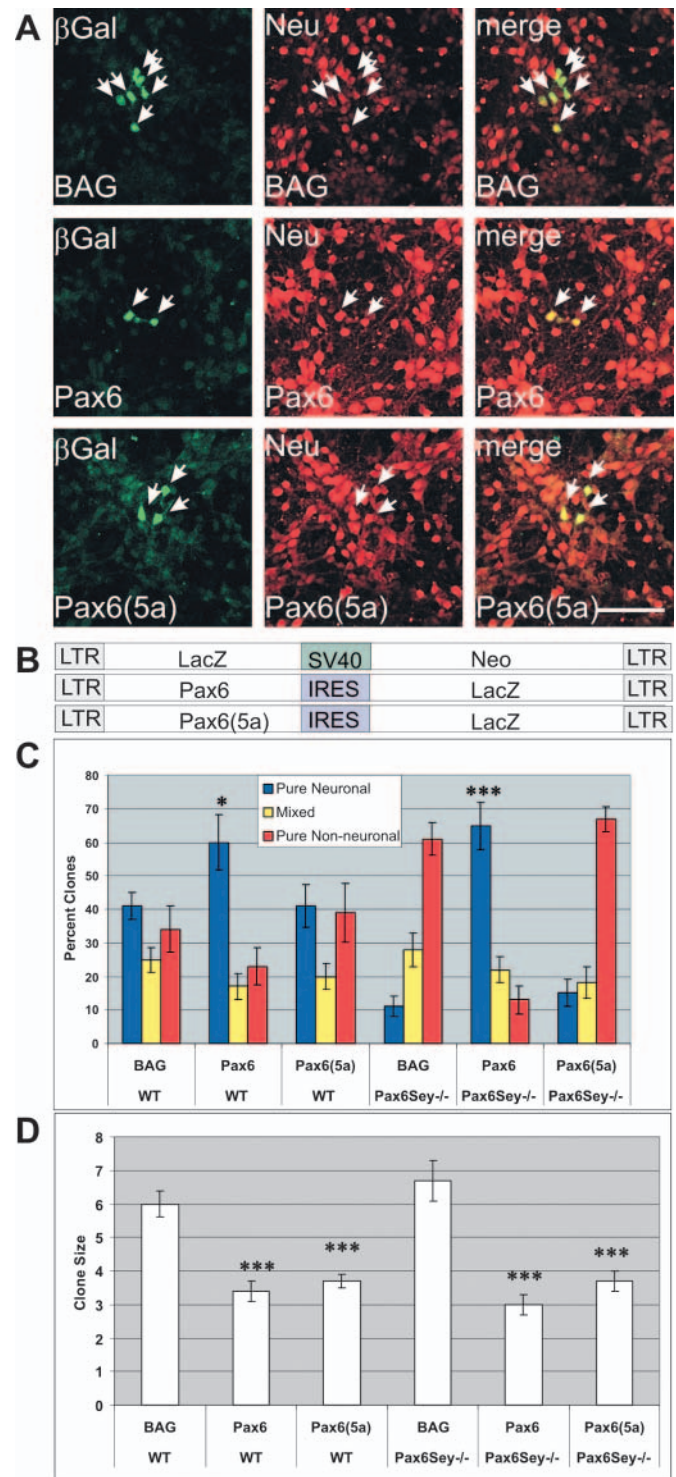 A
βGal Neu merge
BAG BAG BAG
βGal Neu merge
Pax6 Pax6 Pax6
βGal Neu merge
Pax6(5a) Pax6(5a) Pax6(5a)
B
LTR LacZ SV40 Neo LTR
LTR Pax6 IRES LacZ LTR
LTR Pax6(5a) IRES LacZ LTR
C
80
70
60
50
40
30
20
10
0
Percent Clones
Pure Neuronal
Mixed
Pure Non-neuronal
* ***
BAG Pax6 Pax6(5a) BAG Pax6 Pax6(5a)
WT WT WT Pax6Sey-/- Pax6Sey-/- Pax6Sey-/-
D
8
7
6
5
4
3
2
1
0
Clone Size
*** *** *** ***
BAG Pax6 Pax6(5a) BAG Pax6 Pax6(5a)
WT WT WT Pax6Sey-/- Pax6Sey-/- Pax6Sey-/-